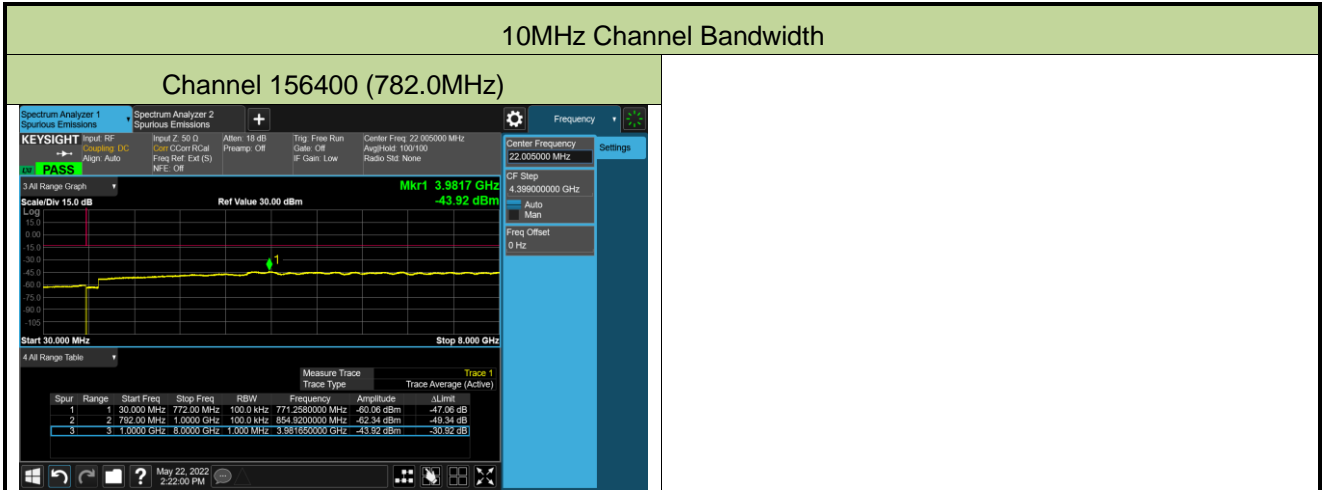 10MHz Channel Bandwidth
Channel 156400 (782.0MHz)
Spectrum Analyzer 1
Spurious Emissions
Spectrum Analyzer 2
Spurious Emissions
+
Frequency
KEYSIGHT
Input: RF
Coupling: DC
Align: Auto
Input Z: 50 Ω
Corr CCorr RCal
Freq Ref: Ext (S)
NFE: Off
Atten: 18 dB
Preamp: Off
Trig: Free Run
Gate: Off
IF Gain: Low
Center Freq: 22.005000 MHz
Avg|Hold: 100/100
Radio Std: None
PASS
Center Frequency
22.005000 MHz
Settings
CF Step
4.399000000 GHz
Auto
Man
Freq Offset
0 Hz
3 All Range Graph
Mkr1 3.9817 GHz
Scale/Div 15.0 dB
Ref Value 30.00 dBm
-43.92 dBm
Log
15.0
0.00
-15.0
-30.0
-45.0
-60.0
-75.0
-90.0
-105
1
Start 30.000 MHz
Stop 8.000 GHz
4 All Range Table
Measure Trace Trace 1
Trace Type Trace Average (Active)
Spur Range Start Freq Stop Freq RBW Frequency Amplitude ΔLimit
1 1 30.000 MHz 772.00 MHz 100.0 kHz 771.2580000 MHz -60.06 dBm -47.06 dB
2 2 792.00 MHz 1.0000 GHz 100.0 kHz 854.9200000 MHz -62.34 dBm -49.34 dB
3 3 1.0000 GHz 8.0000 GHz 1.000 MHz 3.981650000 GHz -43.92 dBm -30.92 dB
?
May 22, 2022
2:22:00 PM